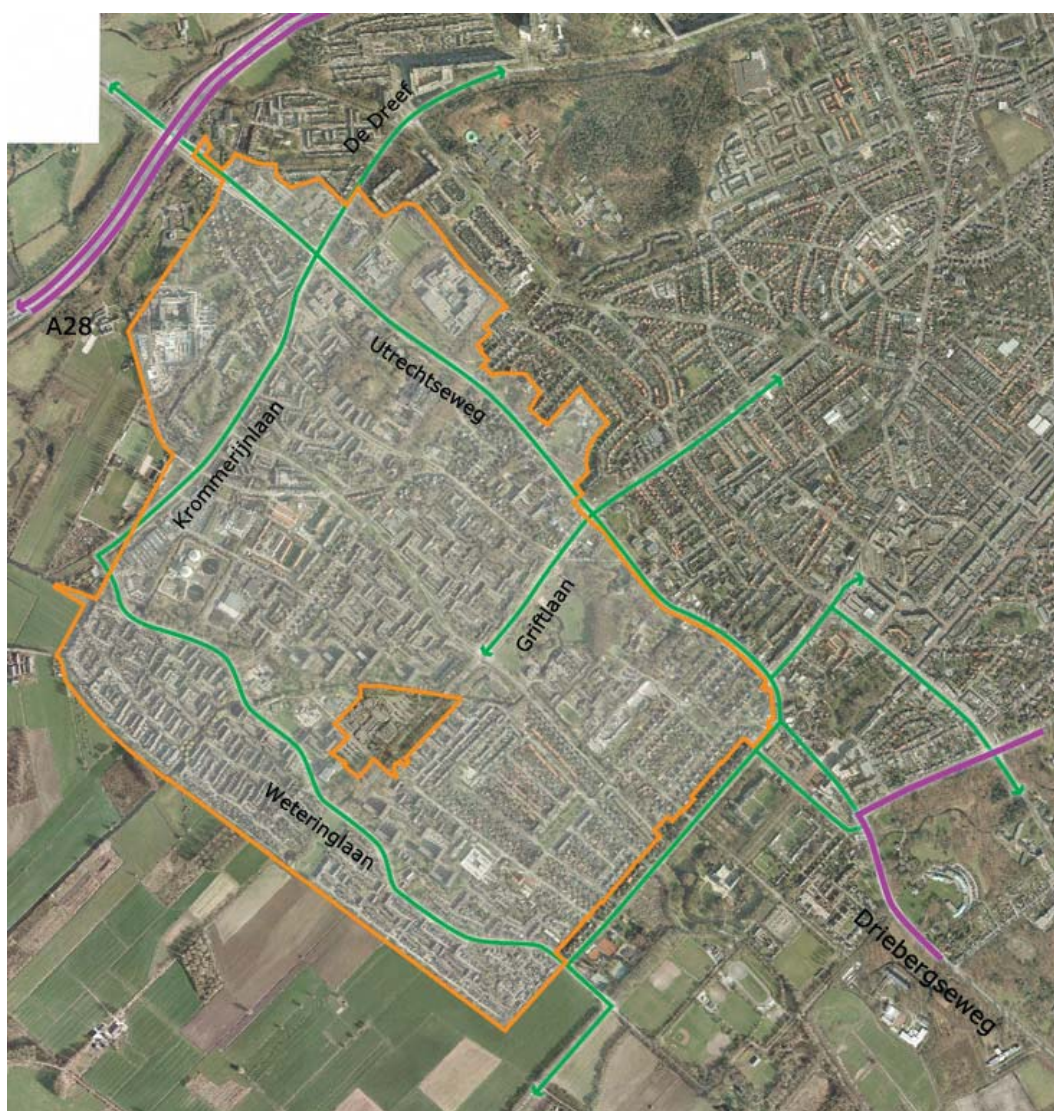 De Dreef
A28
Utrechtseweg
Krommerijnlaan
Griftlaan
Weteringlaan
Driebergseweg